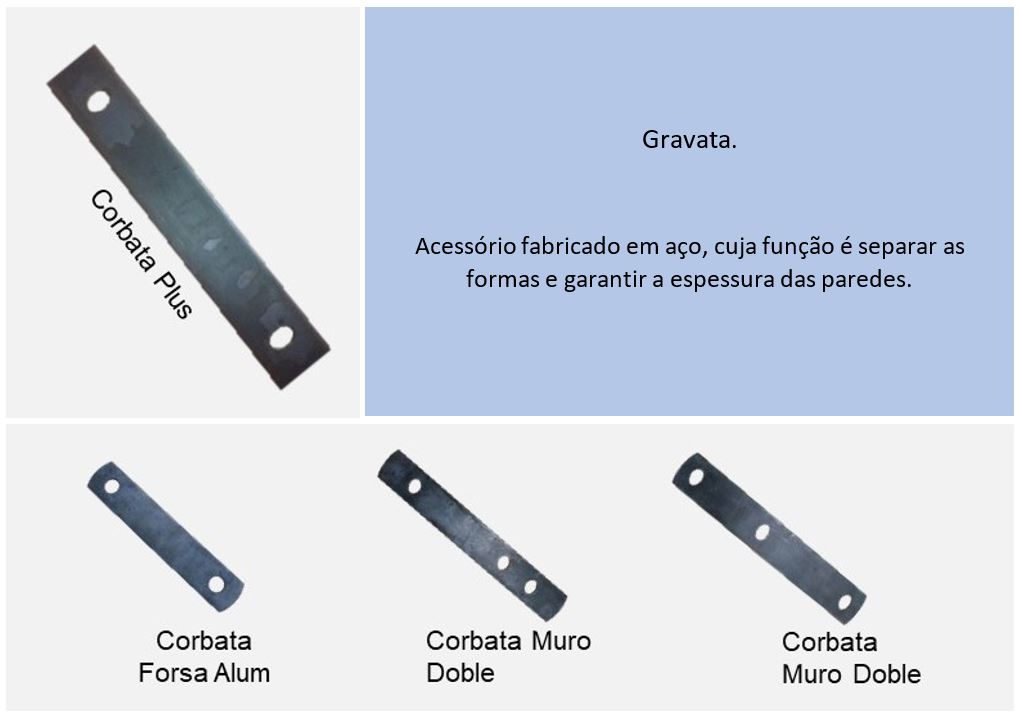 Corbata Plus
Gravata.
Acessório fabricado em aço, cuja função é separar as
formas e garantir a espessura das paredes.
Corbata
Forsa Alum
Corbata Muro
Doble
Corbata
Muro Doble